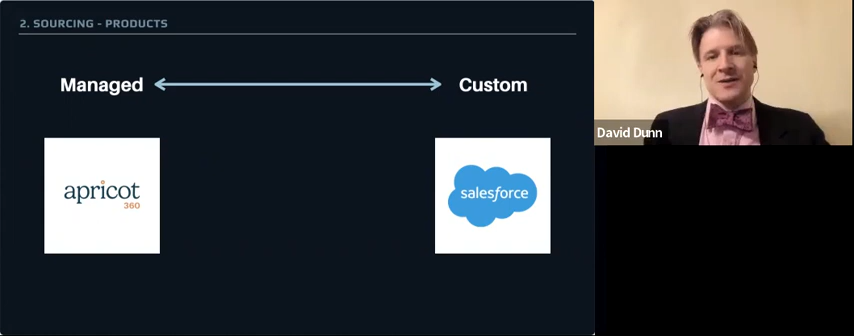 2. SOURCING - PRODUCTS
Managed
Custom
apricot
360
salesforce
David Dunn